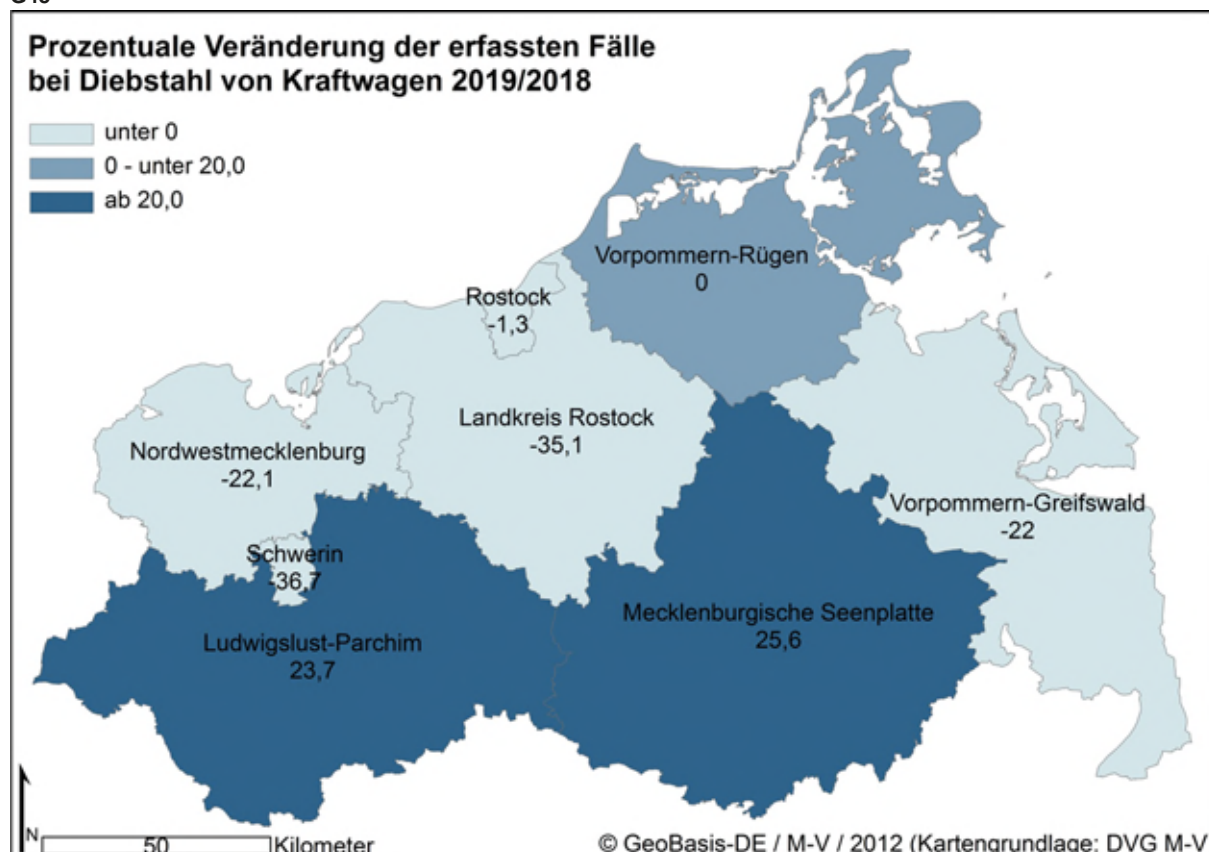 Prozentuale Veränderung der erfassten Fälle
bei Diebstahl von Kraftwagen 2019/2018
unter 0
0 - unter 20,0
ab 20,0
Vorpommern-Rügen
0
Rostock
-1,3
Landkreis Rostock
-35,1
Nordwestmecklenburg
-22,1
Vorpommern-Greifswald
-22
Schwerin
-36,7
Mecklenburgische Seenplatte
25,6
Ludwigslust-Parchim
23,7
N
50 Kilometer
© GeoBasis-DE / M-V / 2012 (Kartengrundlage: DVG M-V